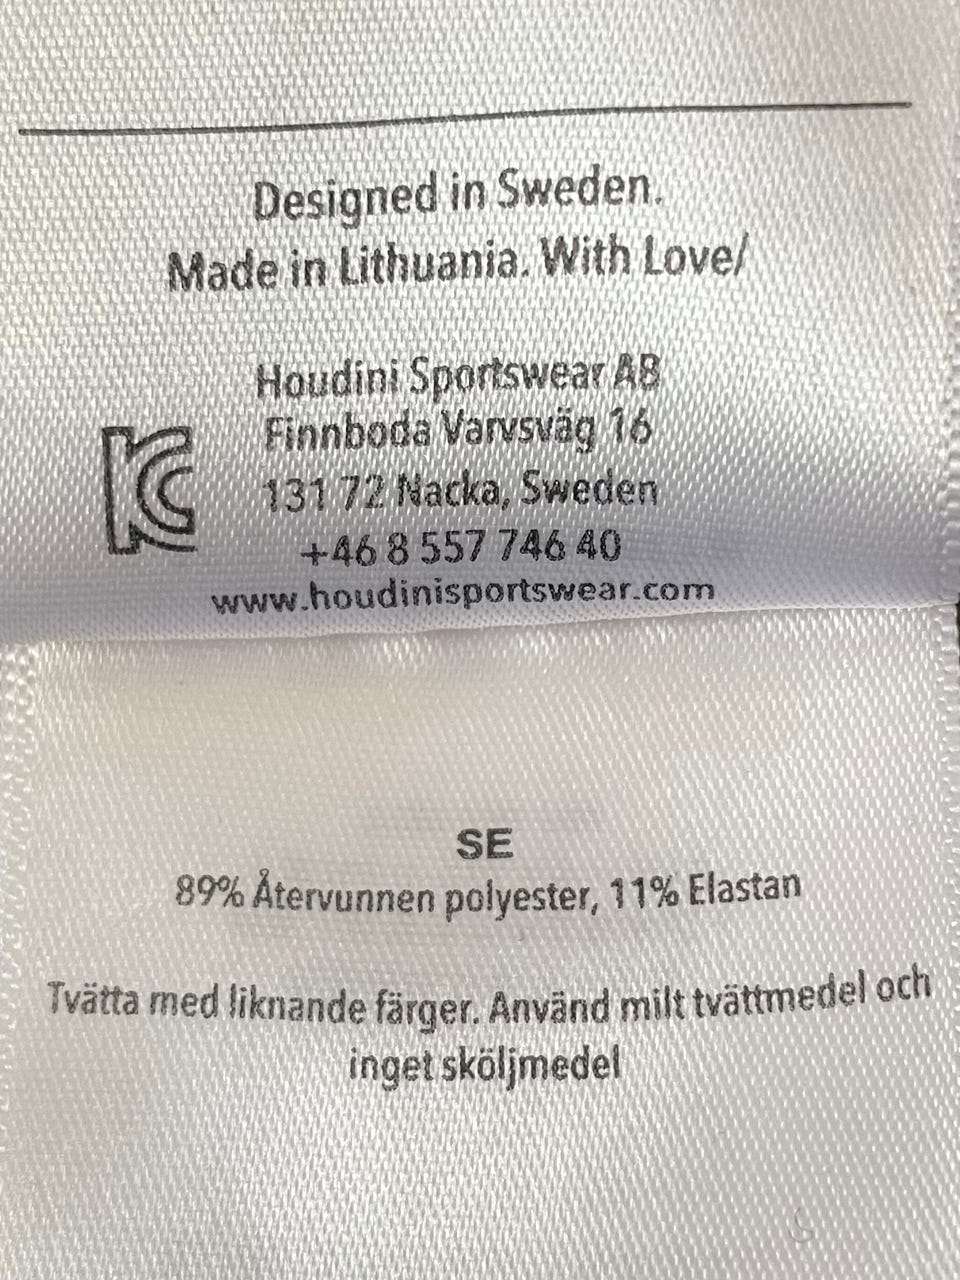 Designed in Sweden.
Made in Lithuania. With Love/
Houdini Sportswear AB
Finnboda Varvsväg 16
131 72 Nacka, Sweden
+46 8 557 746 40
www.houdinisportswear.com
KC
SE
89% Återvunnen polyester, 11% Elastan
Tvätta med liknande färger. Använd milt tvättmedel och
inget sköljmedel